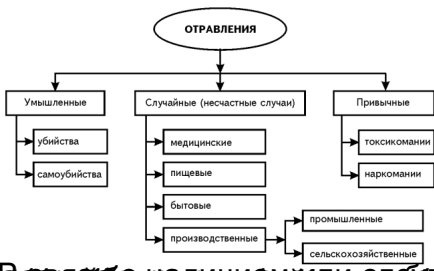 ОТРАВЛЕНИЯ
Умышленные
Случайные (несчастные случаи)
Привычные
убийства
самоубийства
медицинские
пищевые
бытовые
производственные
токсикомании
наркомании
промышленные
сельскохозяйственные